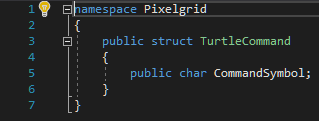 1 namespace Pixelgrid
2 {
3 public struct TurtleCommand
4 {
5 public char CommandSymbol;
6 }
7 }